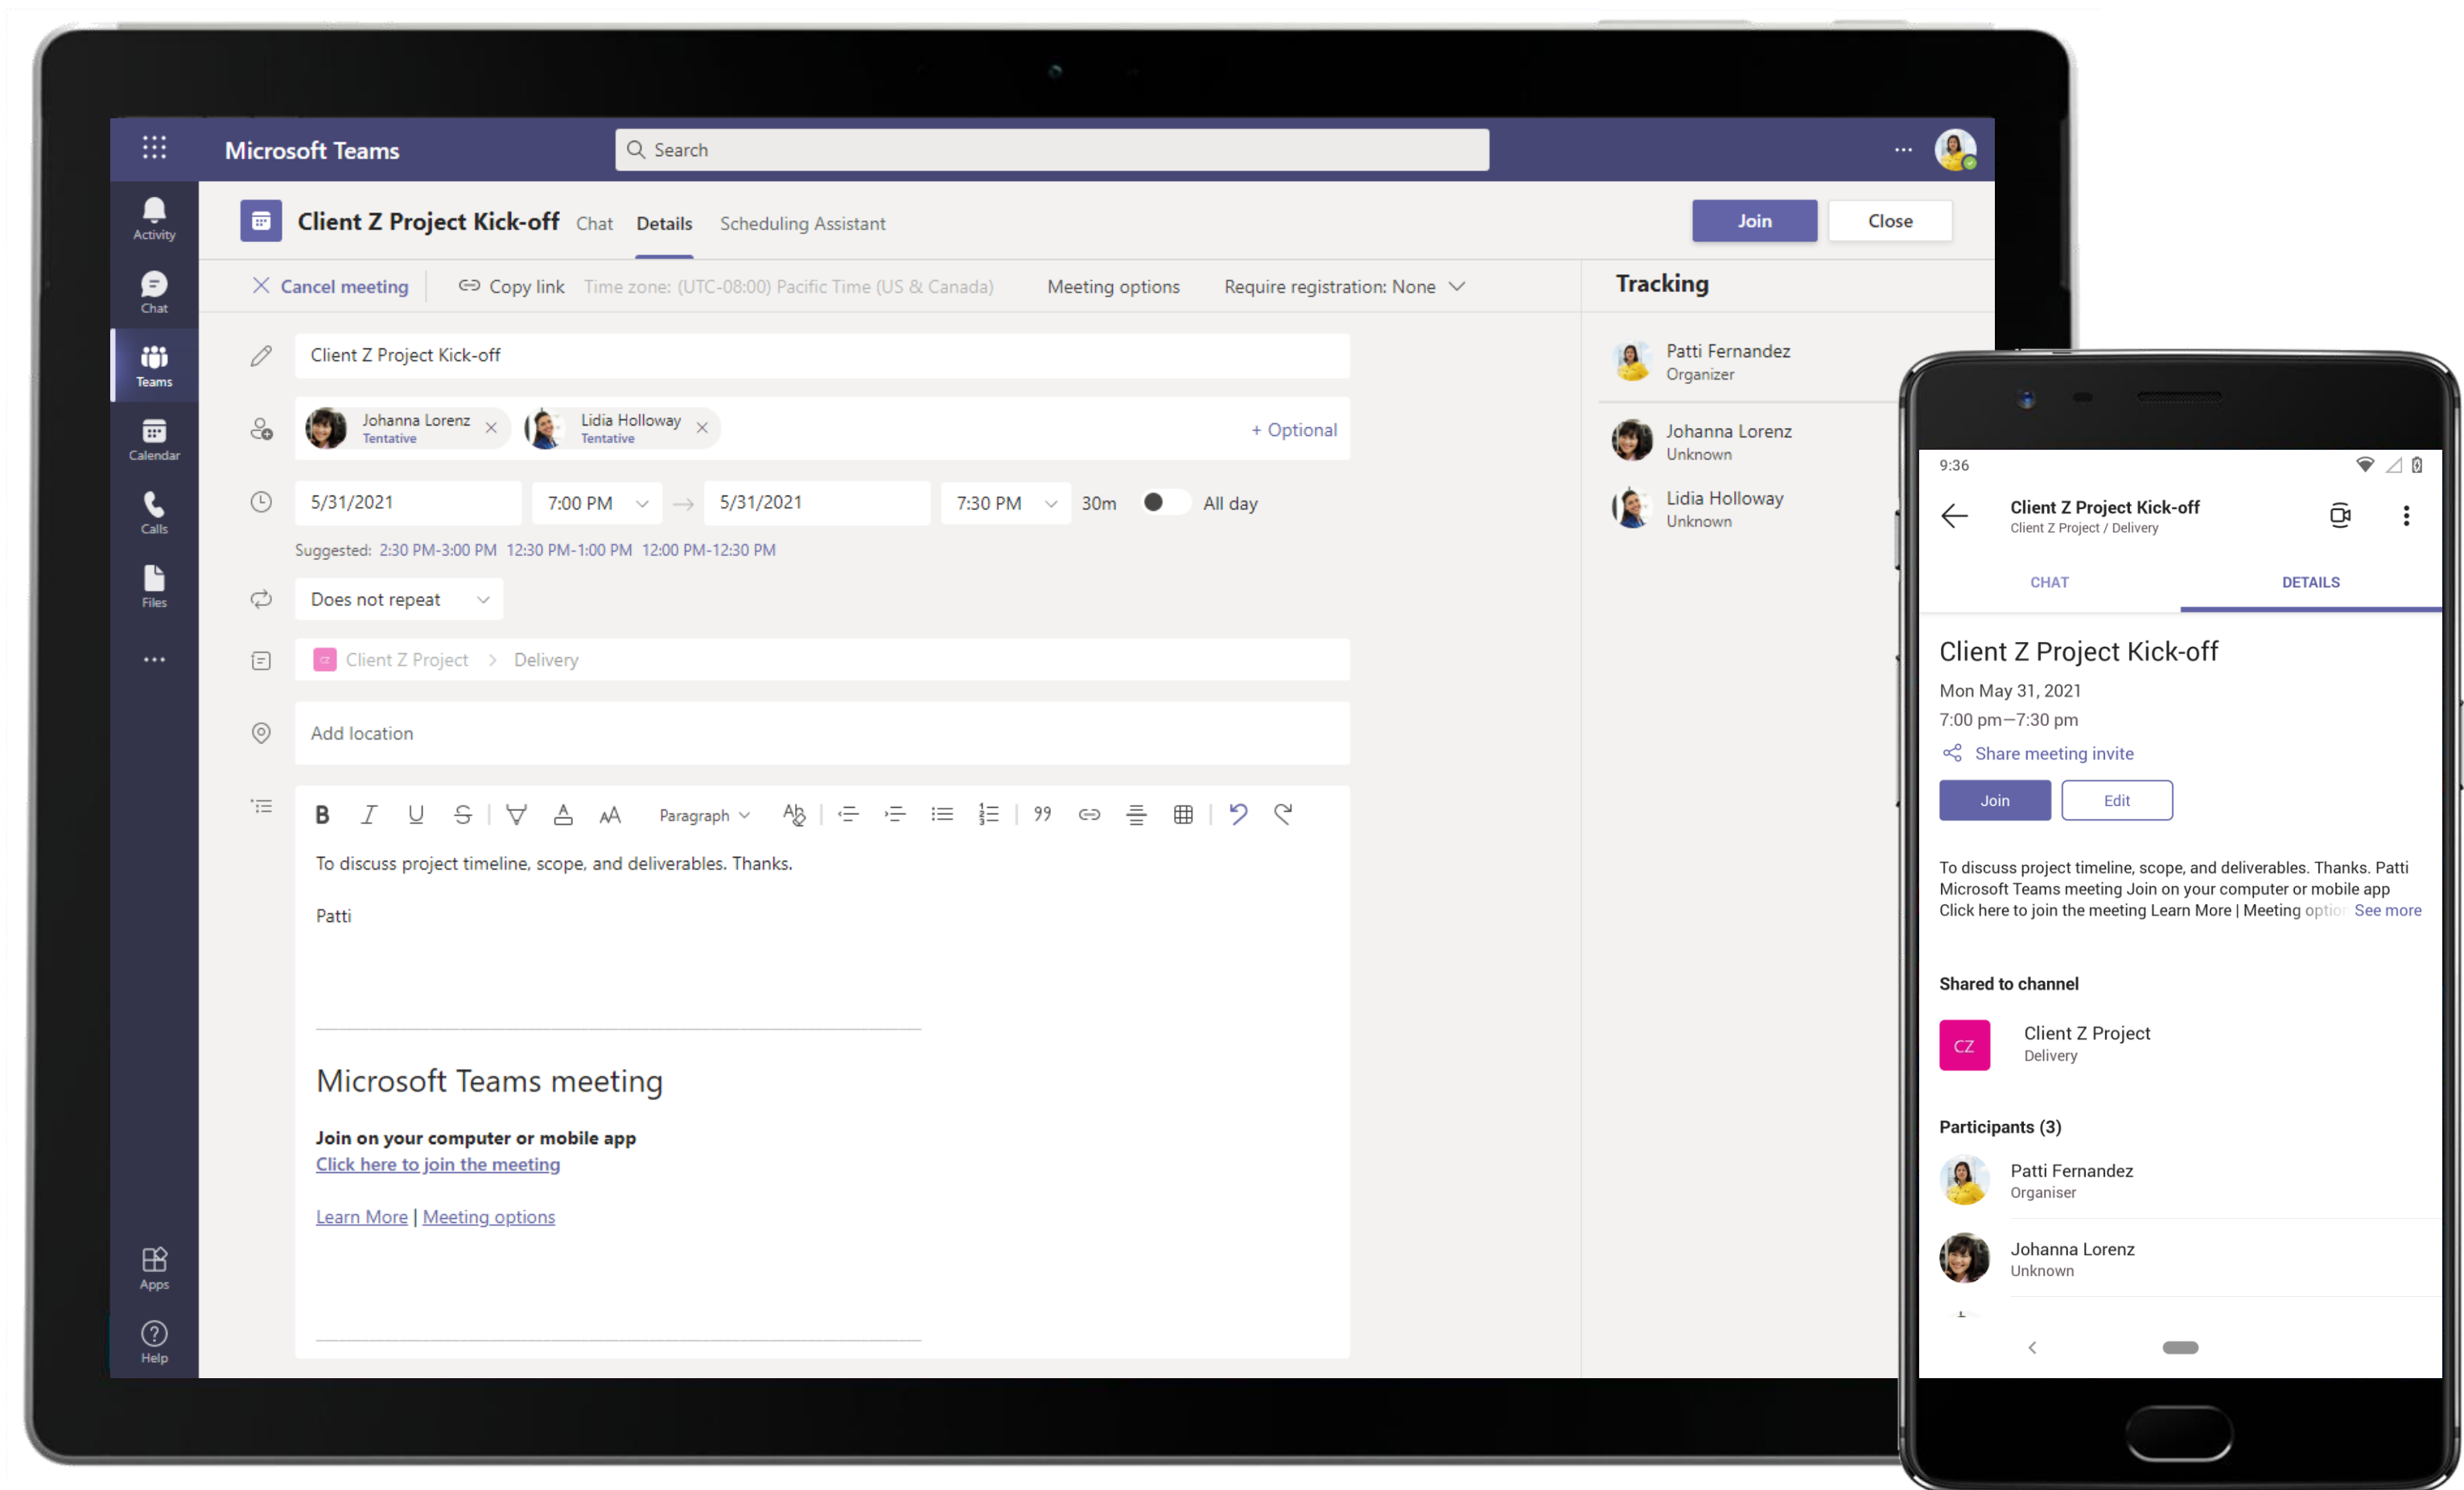 Microsoft Teams
Search
Activity
Chat
Teams
Calendar
Calls
Files
Apps
Help
Client Z Project Kick-off Chat Details Scheduling Assistant
Join Close
Cancel meeting Copy link Time zone: (UTC-08:00) Pacific Time (US & Canada) Meeting options Require registration: None
Client Z Project Kick-off
Johanna Lorenz
Tentative
Lidia Holloway
Tentative
+ Optional
5/31/2021 7:00 PM 5/31/2021 7:30 PM 30m All day
Suggested: 2:30 PM-3:00 PM 12:30 PM-1:00 PM 12:00 PM-12:30 PM
Does not repeat
CZ Client Z Project > Delivery
Add location
B I U S A AA Paragraph Ab 99
To discuss project timeline, scope, and deliverables. Thanks.
Patti
Microsoft Teams meeting
Join on your computer or mobile app
Click here to join the meeting
Learn More | Meeting options
Tracking
Patti Fernandez
Organizer
Johanna Lorenz
Unknown
Lidia Holloway
Unknown
9:36
Client Z Project Kick-off
Client Z Project / Delivery
CHAT DETAILS
Client Z Project Kick-off
Mon May 31, 2021
7:00 pm–7:30 pm
Share meeting invite
Join Edit
To discuss project timeline, scope, and deliverables. Thanks. Patti
Microsoft Teams meeting Join on your computer or mobile app
Click here to join the meeting Learn More | Meeting option See more
Shared to channel
CZ
Client Z Project
Delivery
Participants (3)
Patti Fernandez
Organiser
Johanna Lorenz
Unknown